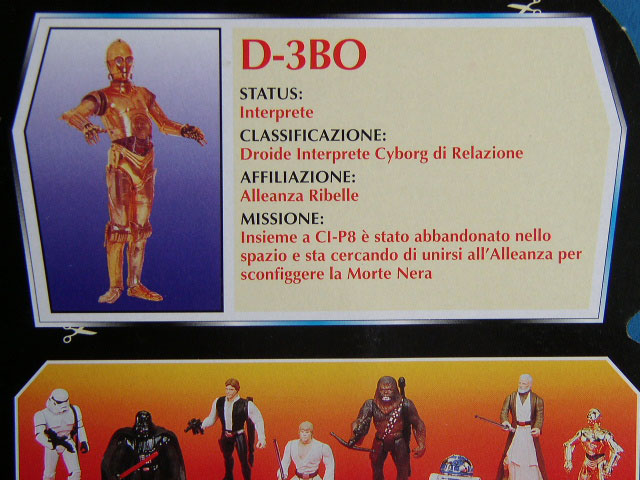 D-3BO
STATUS:
Interprete
CLASSIFICAZIONE:
Droide Interprete Cyborg di Relazione
AFFILIAZIONE:
Alleanza Ribelle
MISSIONE:
Insieme a CI-P8 è stato abbandonato nello
spazio e sta cercando di unirsi all'Alleanza per
sconfiggere la Morte Nera